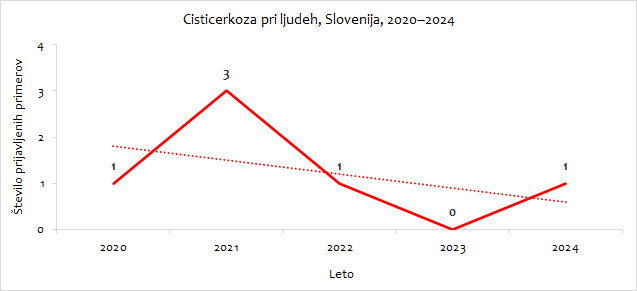 Cisticerkoza pri ljudeh, Slovenija, 2020–2024
Število prijavljenih primerov
4
3
2
1
0
1
3
1
0
1
2020 2021 2022 2023 2024
Leto